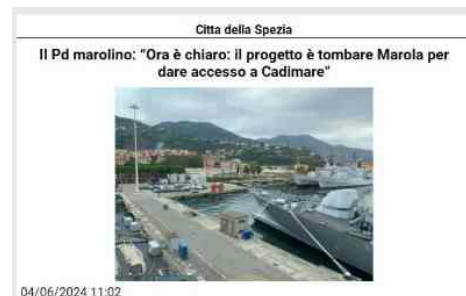 Citta della Spezia
Il Pd marolino: “Ora è chiaro: il progetto è tombare Marola per
dare accesso a Cadimare”
04/06/2024 11:02